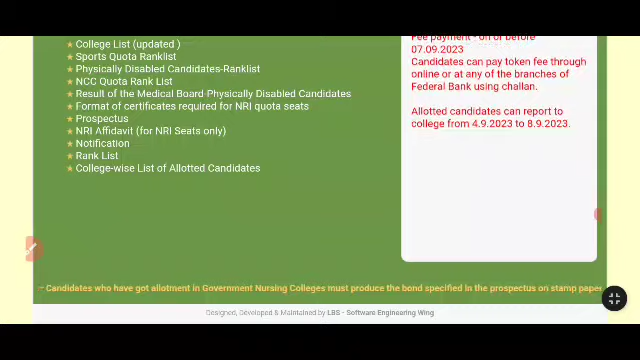 College List (updated )
Sports Quota Ranklist
Physically Disabled Candidates-Ranklist
NCC Quota Rank List
Result of the Medical Board-Physically Disabled Candidates
Format of certificates required for NRI quota seats
Prospectus
NRI Affidavit (for NRI Seats only)
Notification
Rank List
College-wise List of Allotted Candidates
Fee payment - on or before
07.09.2023
Candidates can pay token fee through
online or at any of the branches of
Federal Bank using challan.
Allotted candidates can report to
college from 4.9.2023 to 8.9.2023.
Candidates who have got allotment in Government Nursing Colleges must produce the bond specified in the prospectus on stamp paper
Designed, Developed & Maintained by LBS - Software Engineering Wing